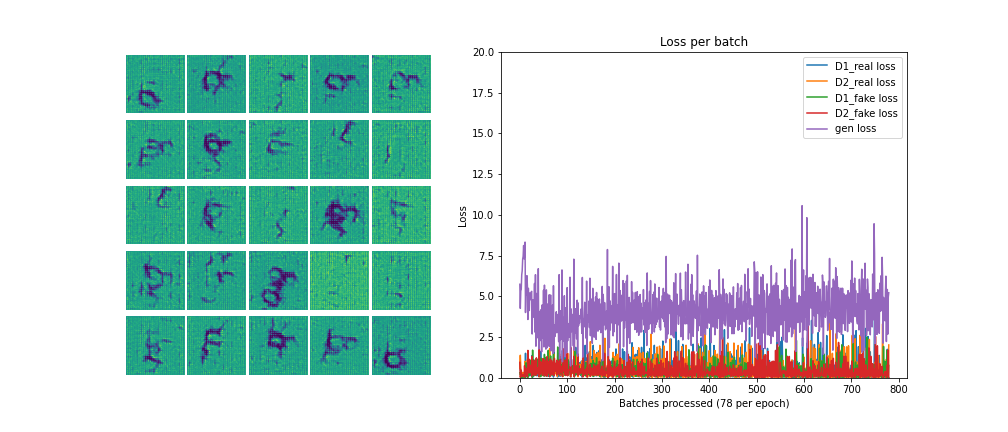 Loss per batch
20.0
17.5
15.0
12.5
10.0
7.5
5.0
2.5
0.0
Loss
D1_real loss
D2_real loss
D1_fake loss
D2_fake loss
gen loss
0 100 200 300 400 500 600 700 800
Batches processed (78 per epoch)